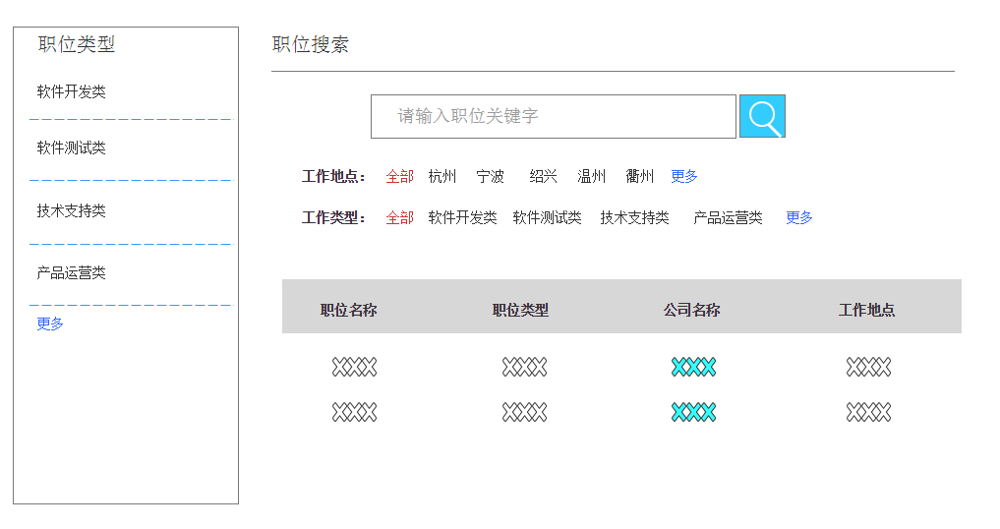 职位类型
软件开发类
软件测试类
技术支持类
产品运营类
更多
职位搜索
请输入职位关键字
工作地点： 全部 杭州 宁波 绍兴 温州 衢州 更多
工作类型： 全部 软件开发类 软件测试类 技术支持类 产品运营类 更多
职位名称 职位类型 公司名称 工作地点
XXX XXX XXX XXX
XXX XXX XXX XXX